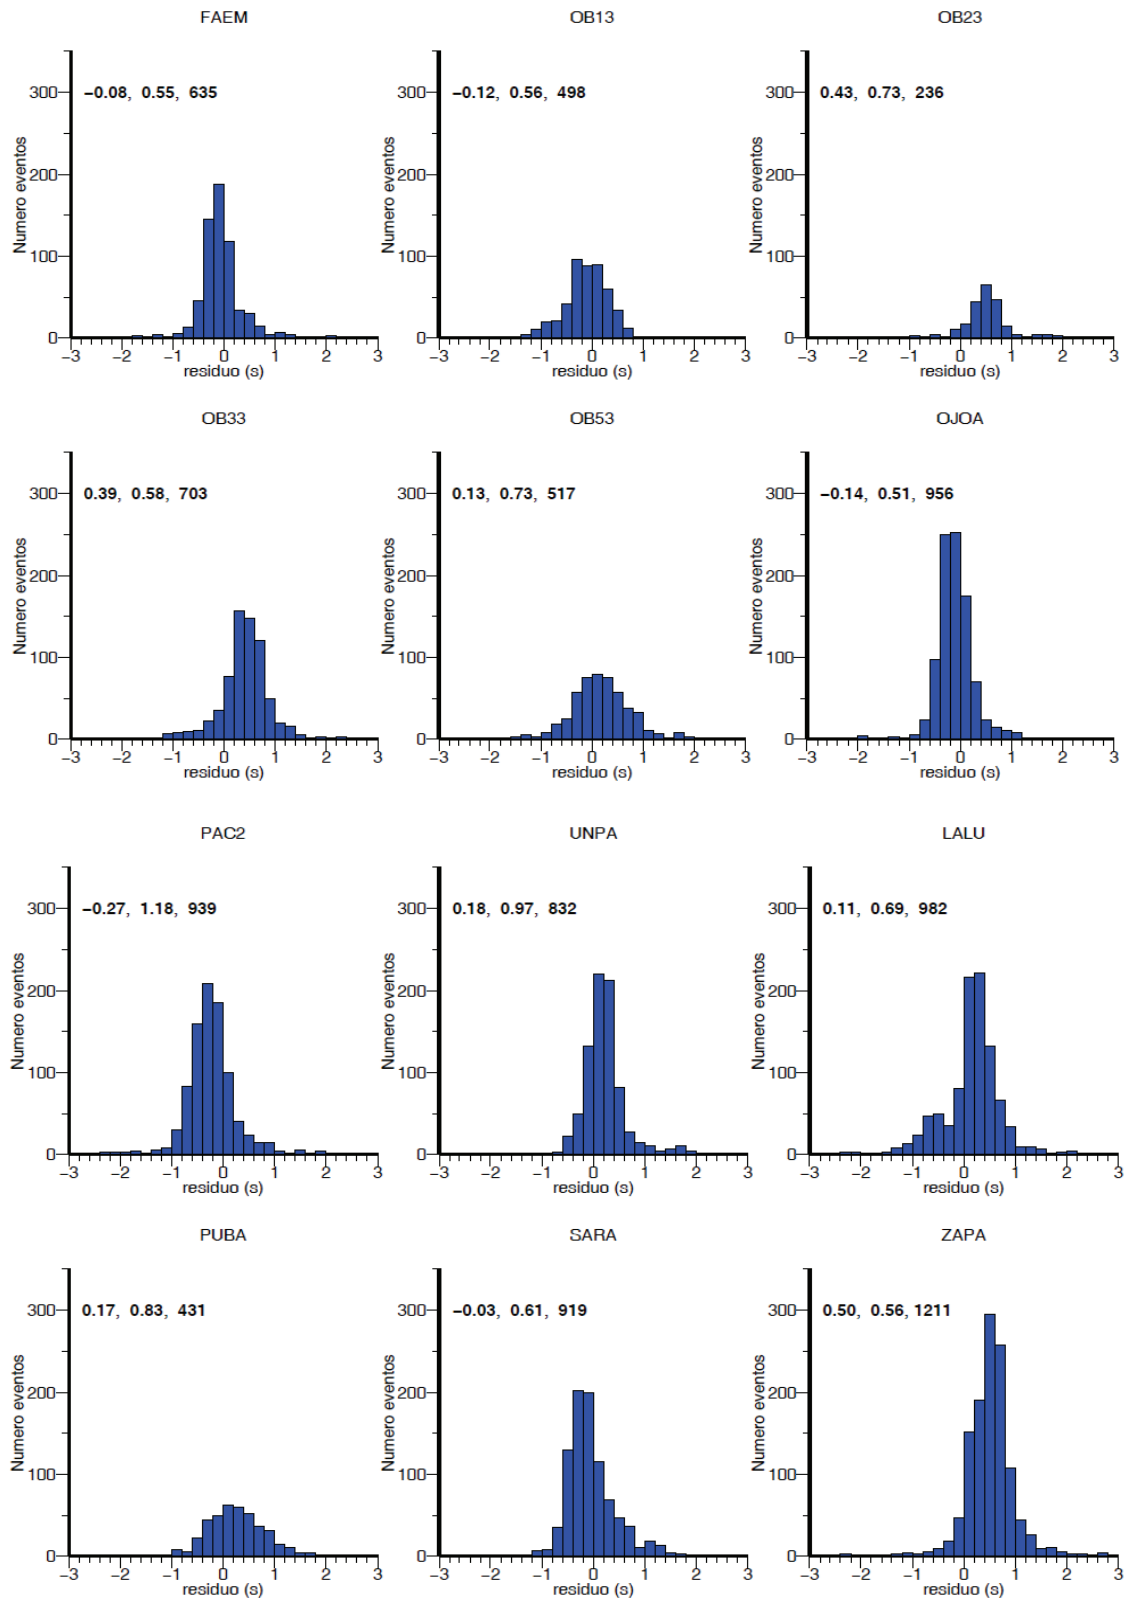 FAEM OB13 OB23
−0.08, 0.55, 635 −0.12, 0.56, 498 0.43, 0.73, 236
300 300 300
200 200 200
100 100 100
0 0 0
Numero eventos Numero eventos Numero eventos
−3 −2 −1 0 1 2 3 −3 −2 −1 0 1 2 3 −3 −2 −1 0 1 2 3
residuo (s) residuo (s) residuo (s)
OB33 OB53 OJOA
0.39, 0.58, 703 0.13, 0.73, 517 −0.14, 0.51, 956
300 300 300
200 200 200
100 100 100
0 0 0
Numero eventos Numero eventos Numero eventos
−3 −2 −1 0 1 2 3 −3 −2 −1 0 1 2 3 −3 −2 −1 0 1 2 3
residuo (s) residuo (s) residuo (s)
PAC2 UNPA LALU
−0.27, 1.18, 939 0.18, 0.97, 832 0.11, 0.69, 982
300 300 300
200 200 200
100 100 100
0 0 0
Numero eventos Numero eventos Numero eventos
−3 −2 −1 0 1 2 3 −3 −2 −1 0 1 2 3 −3 −2 −1 0 1 2 3
residuo (s) residuo (s) residuo (s)
PUBA SARA ZAPA
0.17, 0.83, 431 −0.03, 0.61, 919 0.50, 0.56, 1211
300 300 300
200 200 200
100 100 100
0 0 0
Numero eventos Numero eventos Numero eventos
−3 −2 −1 0 1 2 3 −3 −2 −1 0 1 2 3 −3 −2 −1 0 1 2 3
residuo (s) residuo (s) residuo (s)